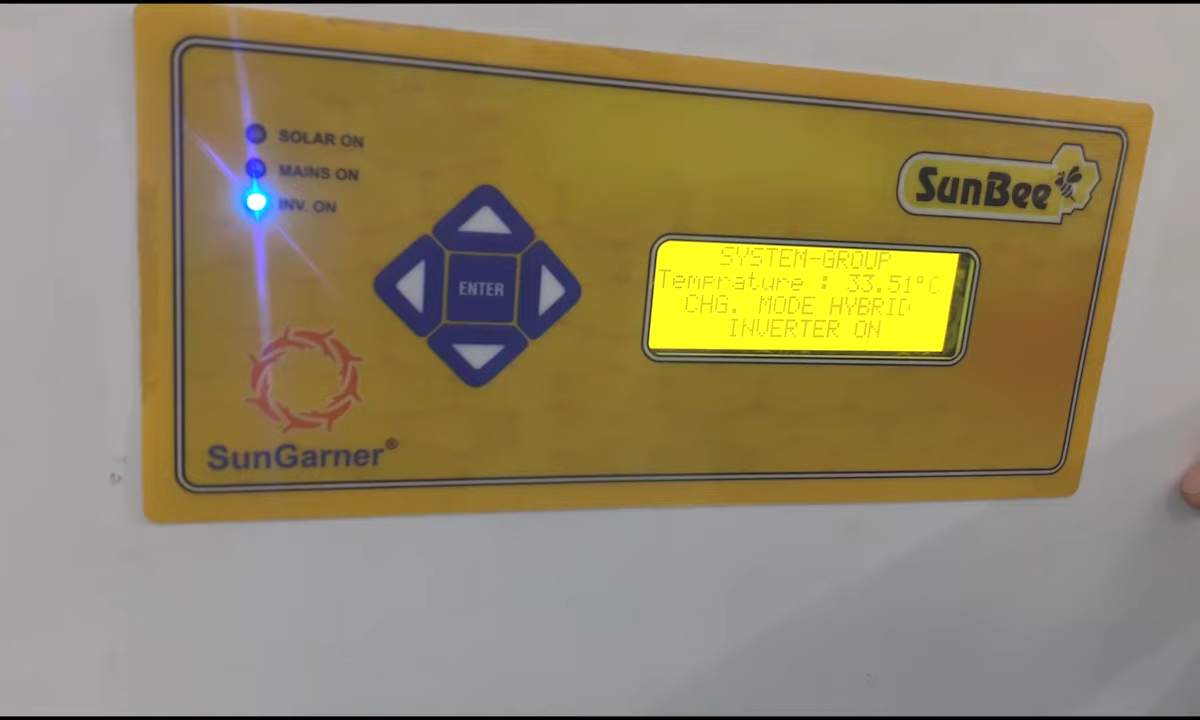 SOLAR ON
MAINS ON
INV. ON
ENTER
SunBee
SYSTEM-GROUP
Temprature : 33.51°C
CHG. MODE HYBRID
INVERTER ON
SunGarner®